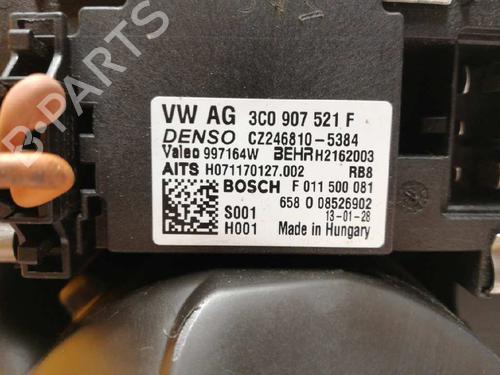 B-PARTS
VW AG 3C0 907 521 F
DENSO CZ246810-5384
Valeo 997164W BEHR H2162003
AITS H071170127.002 RB8
BOSCH F 011 500 081
658 0 08526902
S001 13-01-28
H001 Made in Hungary